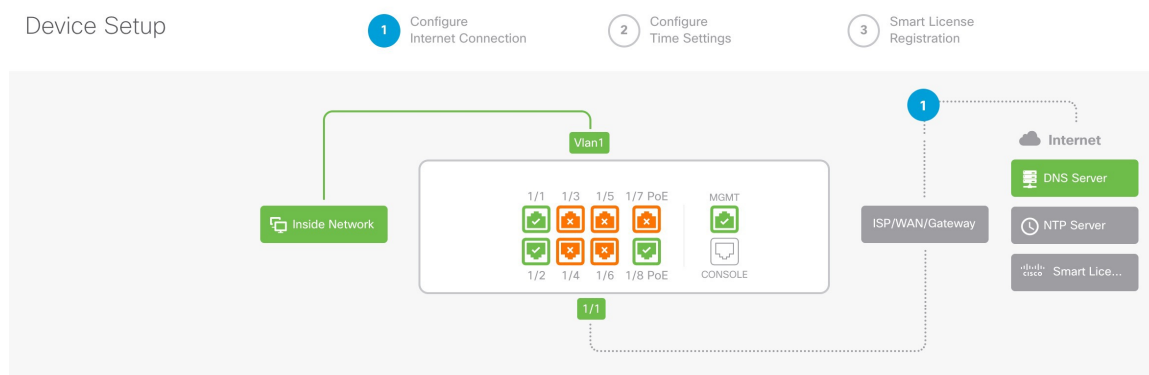 Device Setup
1
Configure
Internet Connection
2
Configure
Time Settings
3
Smart License
Registration
1
Internet
Vlan1
DNS Server
1/1 1/3 1/5 1/7 PoE MGMT
Inside Network
ISP/WAN/Gateway
NTP Server
1/2 1/4 1/6 1/8 PoE CONSOLE
cisco Smart Lice...
1/1